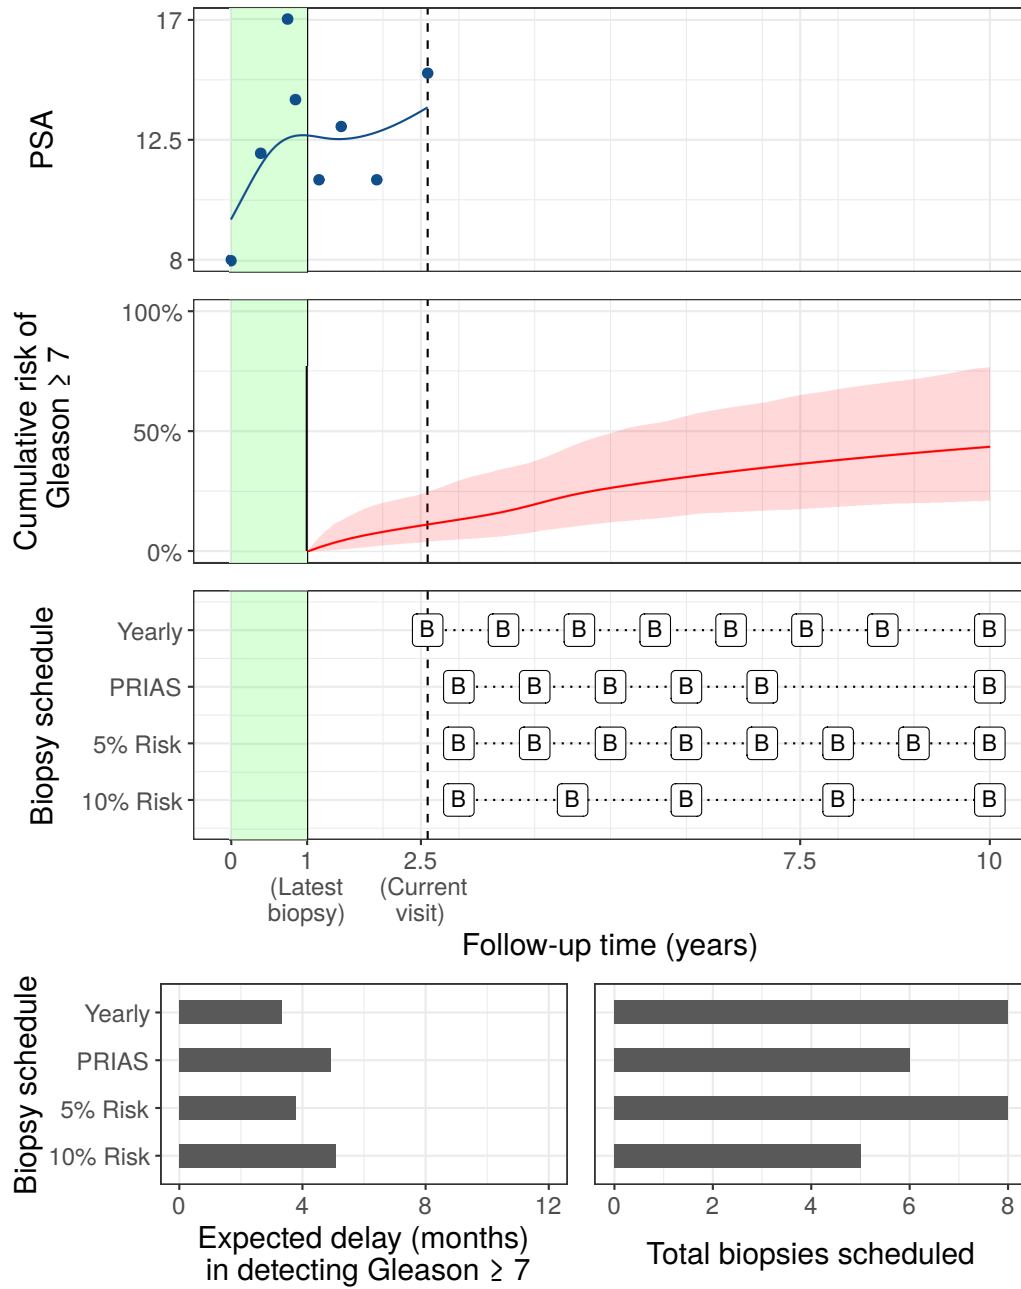 17
12.5
8
PSA
100%
50%
0%
Cumulative risk of
Gleason ≥ 7
Biopsy schedule
Yearly B B B B B B B B
PRIAS B B B B B B
5% Risk B B B B B B B B
10% Risk B B B B B
0 1 2.5 7.5 10
(Latest
biopsy)
(Current
visit)
Follow-up time (years)
Biopsy schedule
Yearly
PRIAS
5% Risk
10% Risk
0 4 8 12
Expected delay (months)
in detecting Gleason ≥ 7
0 2 4 6 8
Total biopsies scheduled